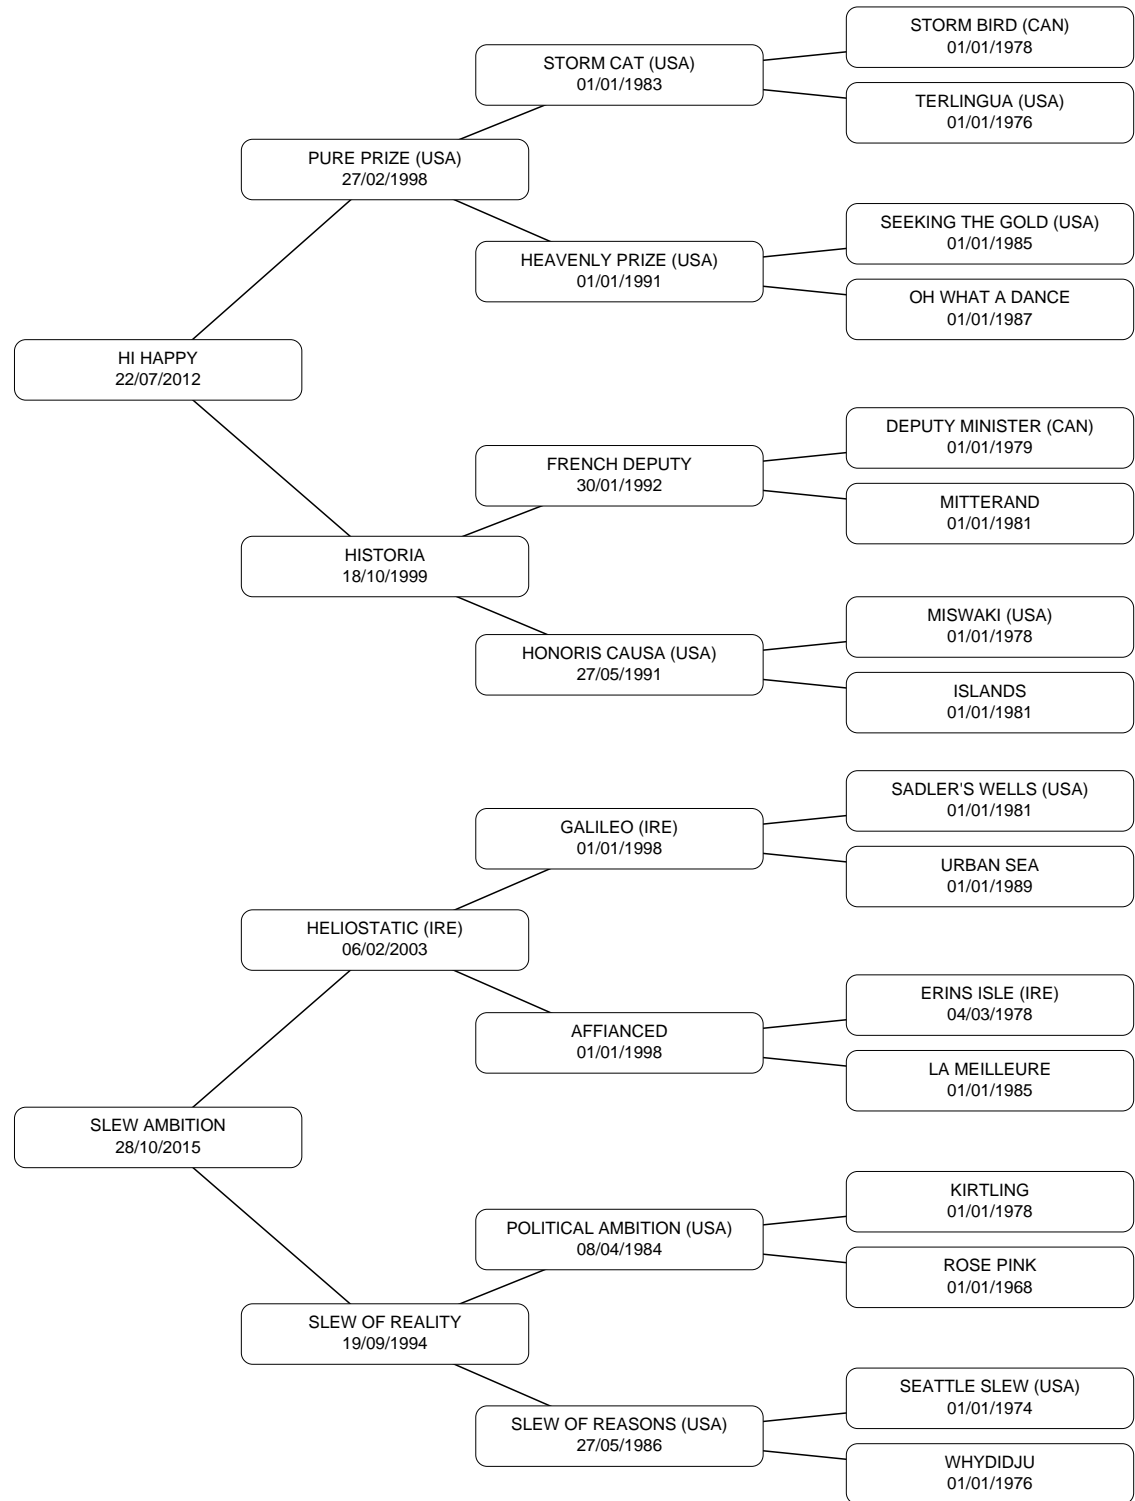 STORM BIRD (CAN)
01/01/1978
STORM CAT (USA)
01/01/1983
TERLINGUA (USA)
01/01/1976
PURE PRIZE (USA)
27/02/1998
SEEKING THE GOLD (USA)
01/01/1985
HEAVENLY PRIZE (USA)
01/01/1991
OH WHAT A DANCE
01/01/1987
HI HAPPY
22/07/2012
DEPUTY MINISTER (CAN)
01/01/1979
FRENCH DEPUTY
30/01/1992
MITTERAND
01/01/1981
HISTORIA
18/10/1999
MISWAKI (USA)
01/01/1978
HONORIS CAUSA (USA)
27/05/1991
ISLANDS
01/01/1981
SADLER'S WELLS (USA)
01/01/1981
GALILEO (IRE)
01/01/1998
URBAN SEA
01/01/1989
HELIOSTATIC (IRE)
06/02/2003
ERINS ISLE (IRE)
04/03/1978
AFFIANCED
01/01/1998
LA MEILLEURE
01/01/1985
SLEW AMBITION
28/10/2015
KIRTLING
01/01/1978
POLITICAL AMBITION (USA)
08/04/1984
ROSE PINK
01/01/1968
SLEW OF REALITY
19/09/1994
SEATTLE SLEW (USA)
01/01/1974
SLEW OF REASONS (USA)
27/05/1986
WHYDIDJU
01/01/1976